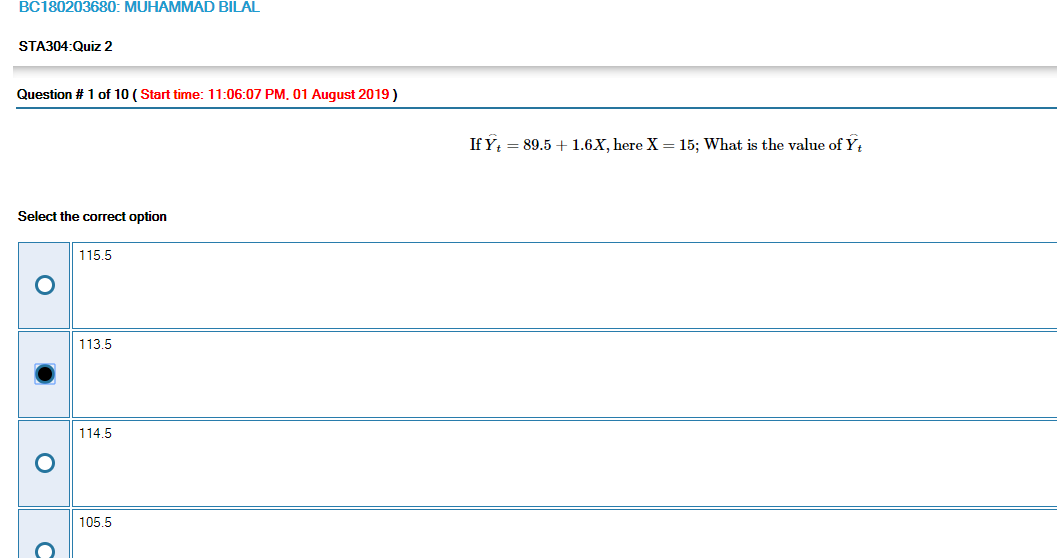 BC180203680: MUHAMMAD BILAL
STA304:Quiz 2
Question # 1 of 10 ( Start time: 11:06:07 PM, 01 August 2019 )
If Ŷₜ = 89.5 + 1.6X, here X = 15; What is the value of Ŷₜ
Select the correct option
115.5
113.5
114.5
105.5